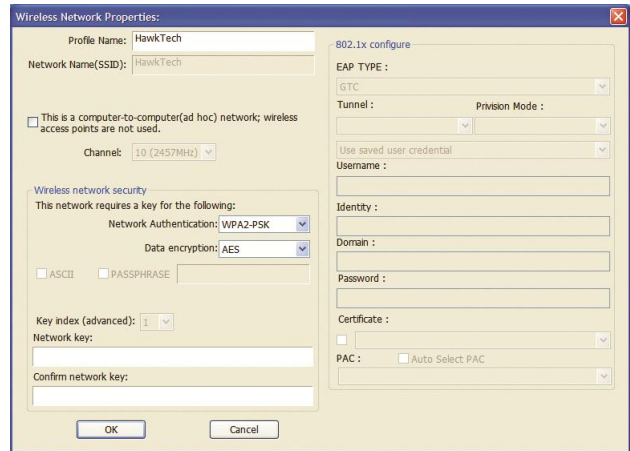 Wireless Network Properties:
Profile Name: HawkTech
Network Name(SSID): HawkTech
This is a computer-to-computer(ad hoc) network; wireless
access points are not used.
Channel: 10 (2457MHz)
Wireless network security
This network requires a key for the following:
Network Authentication: WPA2-PSK
Data encryption: AES
ASCII PASSPHRASE
Key index (advanced): 1
Network key:
Confirm network key:
OK Cancel
802.1x configure
EAP TYPE :
GTC
Tunnel : Privision Mode :
Use saved user credential
Username :
Identity :
Domain :
Password :
Certificate :
PAC : Auto Select PAC